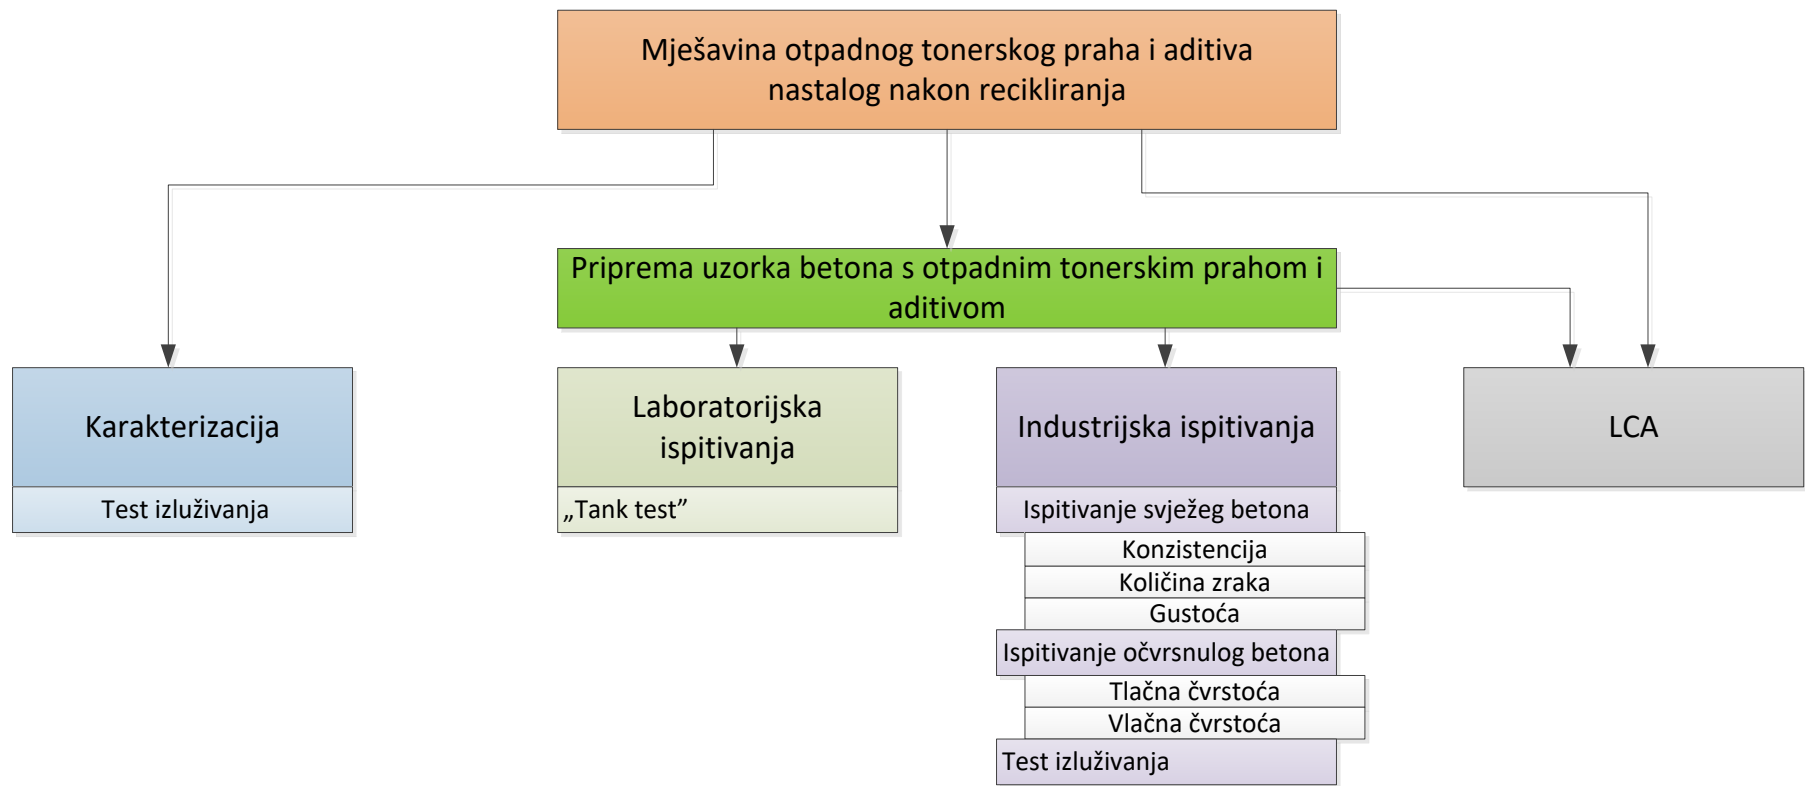 Mješavina otpadnog tonerskog praha i aditiva
nastalog nakon recikliranja
Priprema uzorka betona s otpadnim tonerskim prahom i
aditivom
Karakterizacija
Test izluživanja
Laboratorijska
ispitivanja
„Tank test”
Industrijska ispitivanja
Ispitivanje svježeg betona
Konzistencija
Količina zraka
Gustoća
Ispitivanje očvrsnulog betona
Tlačna čvrstoća
Vlačna čvrstoća
Test izluživanja
LCA